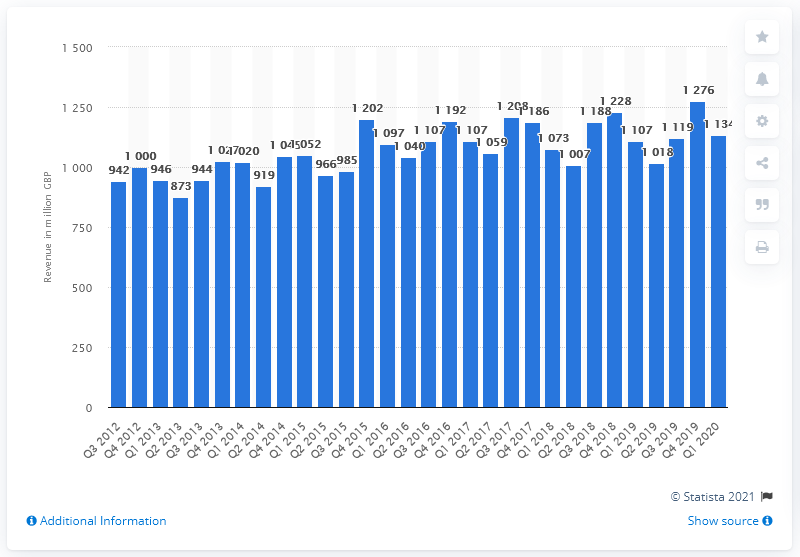 1 500
1 250
1 000
750
500
250
0
Revenue in million GBP
942
1 000
946
873
944
1 027
1 020
919
1 045
1 052
966
985
1 202
1 097
1 040
1 107
1 192
1 107
1 059
1 208
1 186
1 073
1 007
1 188
1 228
1 107
1 018
1 119
1 276
1 134
Q3 2012
Q4 2012
Q1 2013
Q2 2013
Q3 2013
Q4 2013
Q1 2014
Q2 2014
Q4 2014
Q1 2015
Q2 2015
Q3 2015
Q4 2015
Q1 2016
Q2 2016
Q3 2016
Q4 2016
Q1 2017
Q2 2017
Q3 2017
Q4 2017
Q1 2018
Q2 2018
Q3 2018
Q4 2018
Q1 2019
Q2 2019
Q3 2019
Q4 2019
Q1 2020
© Statista 2021
Additional Information
Show source